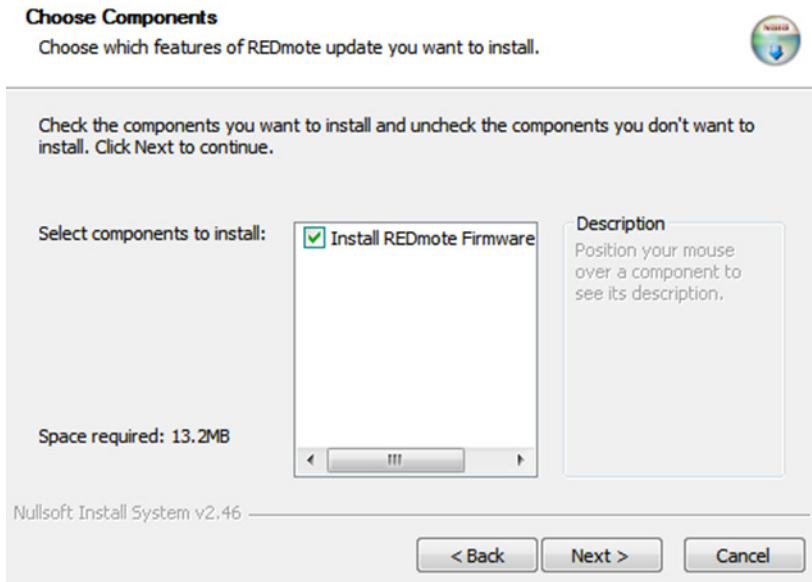 Choose Components
Choose which features of REDmote update you want to install.
Check the components you want to install and uncheck the components you don't want to
install. Click Next to continue.
Select components to install:
Install REDmote Firmware
Description
Position your mouse
over a component to
see its description.
Space required: 13.2MB
Nullsoft Install System v2.46
< Back
Next >
Cancel